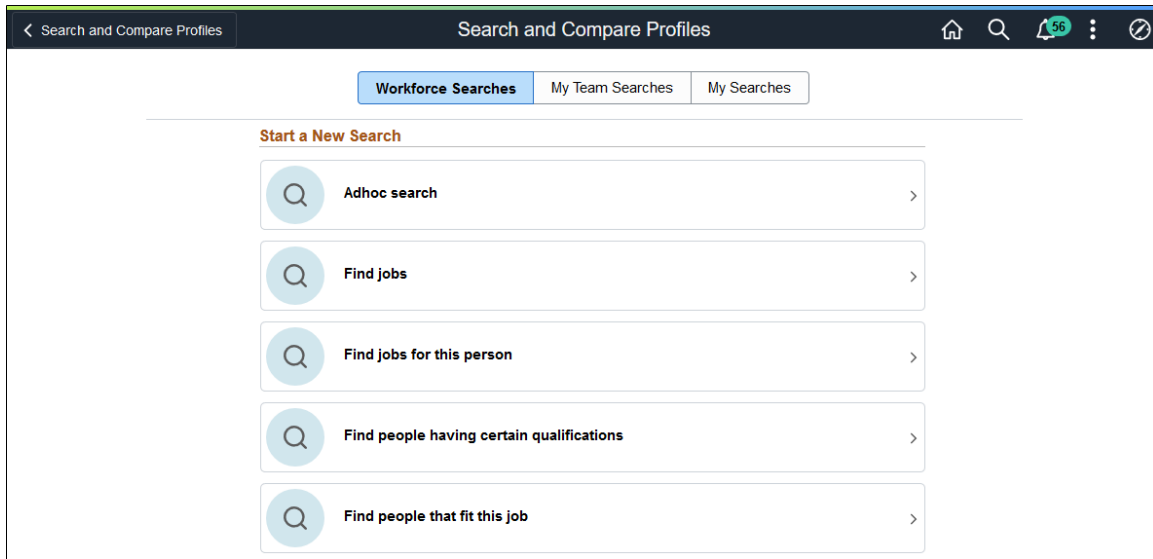 Search and Compare Profiles
Search and Compare Profiles
56
Workforce Searches
My Team Searches
My Searches
Start a New Search
Adhoc search
Find jobs
Find jobs for this person
Find people having certain qualifications
Find people that fit this job